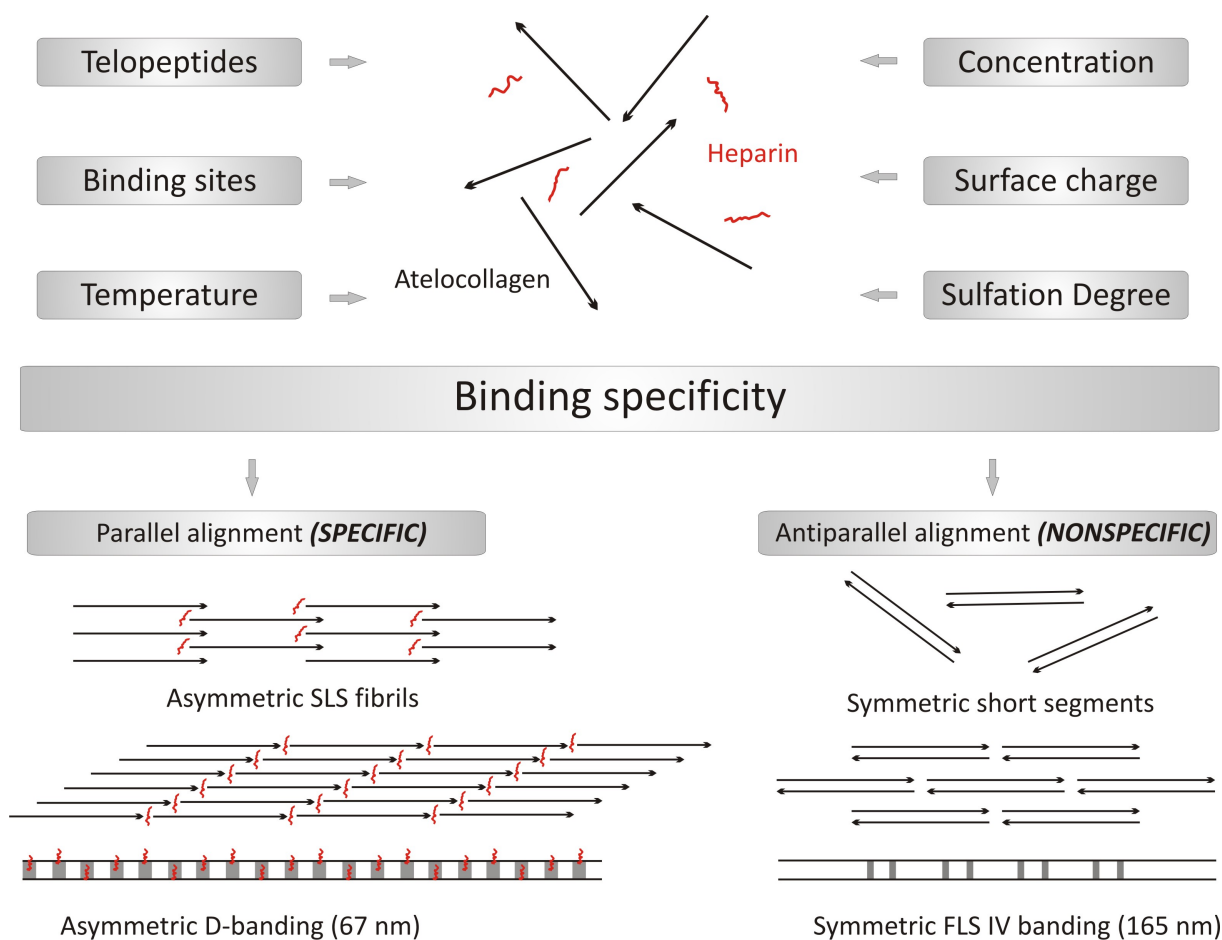 Telopeptides
Concentration
Heparin
Binding sites
Surface charge
Atelocollagen
Temperature
Sulfation Degree
Binding specificity
Parallel alignment (SPECIFIC)
Antiparallel alignment (NONSPECIFIC)
Asymmetric SLS fibrils
Symmetric short segments
Asymmetric D-banding (67 nm)
Symmetric FLS IV banding (165 nm)